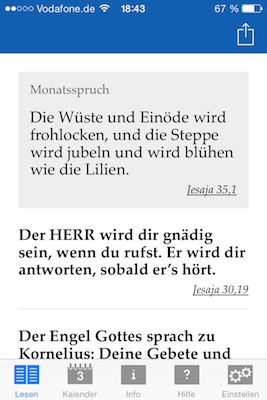 Vodafone.de 18:43 67 %
Monatsspruch
Die Wüste und Einöde wird
frohlocken, und die Steppe
wird jubeln und wird blühen
wie die Lilien.
Jesaja 35,1
Der HERR wird dir gnädig
sein, wenn du rufst. Er wird dir
antworten, sobald er’s hört.
Jesaja 30,19
Der Engel Gottes sprach zu
Kornelius: Deine Gebete und
3 i ?
Lesen Kalender Info Hilfe Einstellen